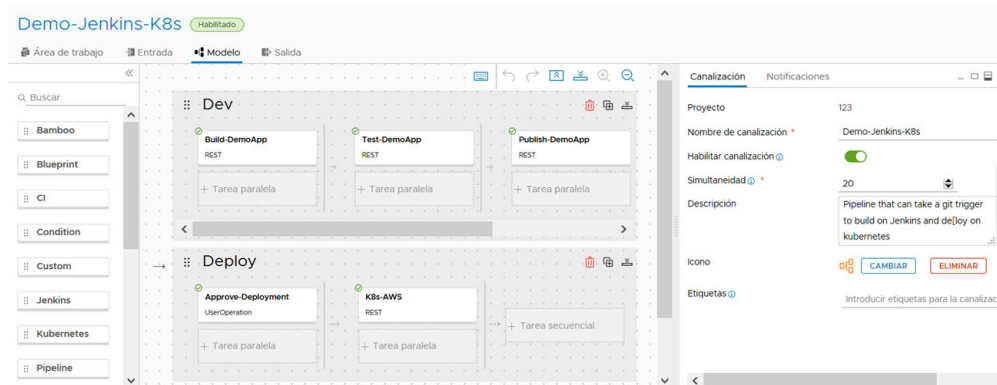 Demo-Jenkins-K8s Habilitado
Área de trabajo Entrada Modelo Salida
Buscar
Bamboo
Blueprint
CI
Condition
Custom
Jenkins
Kubernetes
Pipeline
Dev
Build-DemoApp
REST
+ Tarea paralela
Test-DemoApp
REST
+ Tarea paralela
Publish-DemoApp
REST
+ Tarea paralela
Deploy
Approve-Deployment
UserOperation
+ Tarea paralela
K8s-AWS
REST
+ Tarea paralela
+ Tarea secuencial
Canalización Notificaciones
Proyecto 123
Nombre de canalización * Demo-Jenkins-K8s
Habilitar canalización
Simultaneidad * 20
Descripción
Pipeline that can take a git trigger
to build on Jenkins and de[loy on
kubernetes
Icono CAMBIAR ELIMINAR
Etiquetas Introducir etiquetas para la canalizac